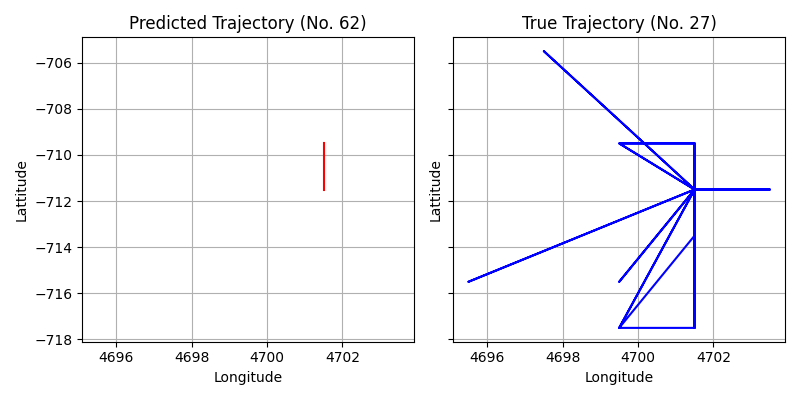 Predicted Trajectory (No. 62)
True Trajectory (No. 27)
Lattitude
−706
−708
−710
−712
−714
−716
−718
4696
4698
4700
4702
Longitude
Lattitude
4696
4698
4700
4702
Longitude